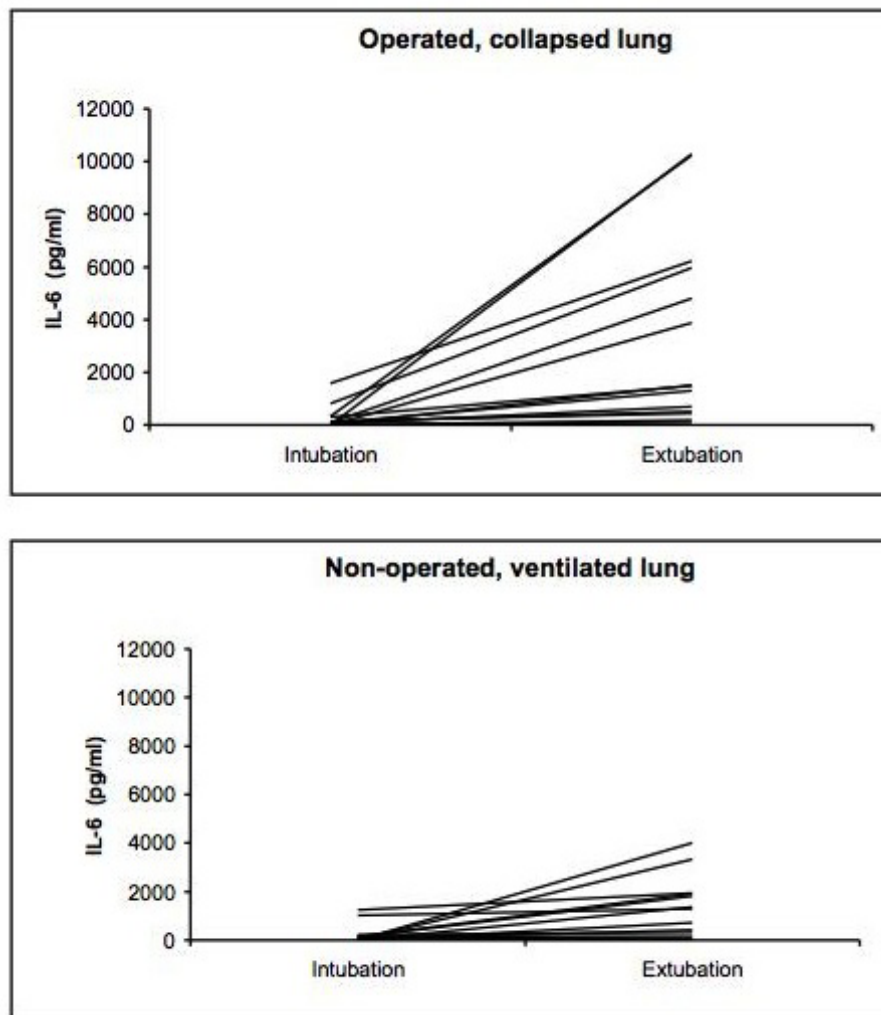 Operated, collapsed lung
12000
10000
8000
6000
4000
2000
0
IL-6 (pg/ml)
Intubation Extubation
Non-operated, ventilated lung
12000
10000
8000
6000
4000
2000
0
IL-6 (pg/ml)
Intubation Extubation